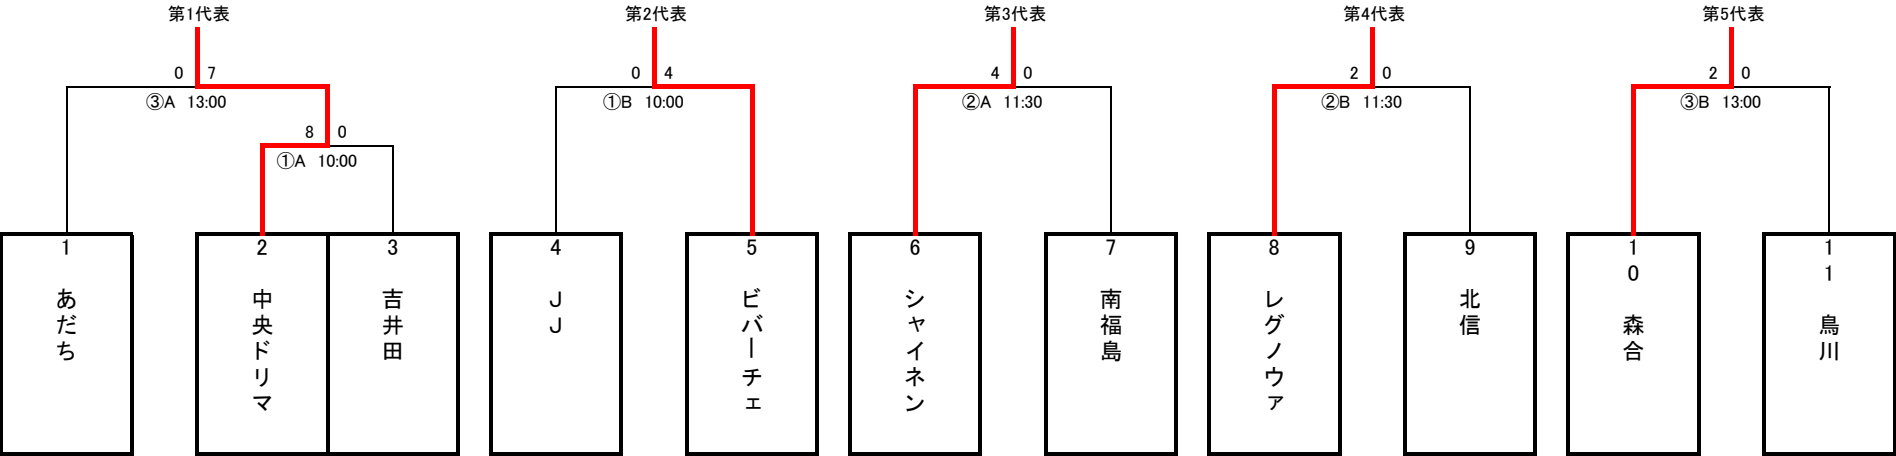 第1代表 第2代表 第3代表 第4代表 第5代表
0 7 0 4 4 0 2 0 2 0
③A 13:00 ①B 10:00 ②A 11:30 ②B 11:30 ③B 13:00
8 0
①A 10:00
1 あだち
2 中央ドリマ
3 吉井田
4 JJ
5 ビバーチェ
6 シャイネン
7 南福島
8 レグノウァ
9 北信
10 森合
11 鳥川